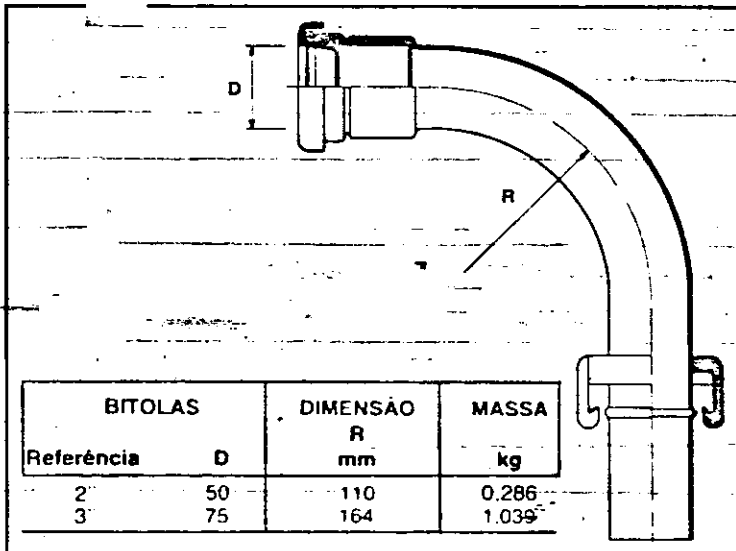 D
R
BITOLAS DIMENSÃO MASSA
R
Referência D mm kg
2 50 110 0.286
3 75 164 1.039